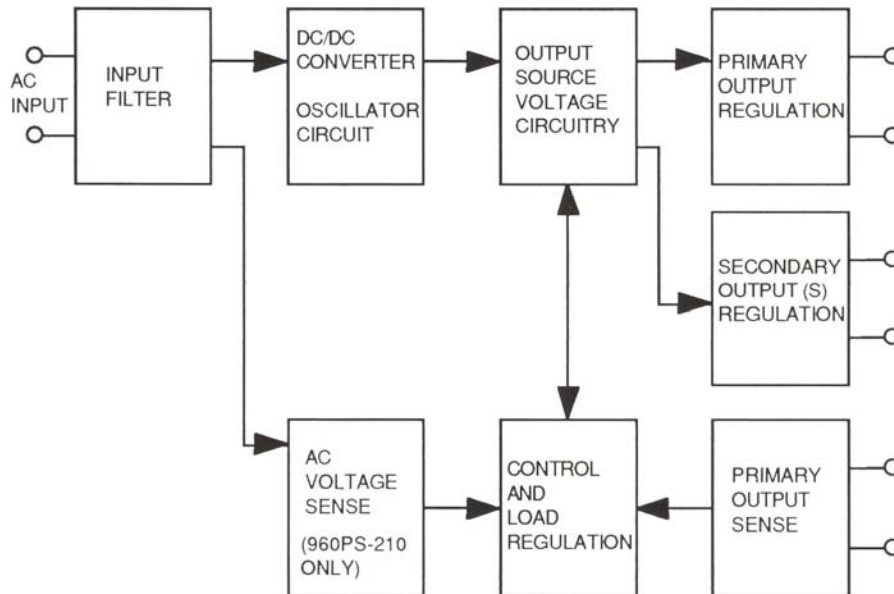 AC
INPUT
INPUT
FILTER
DC/DC
CONVERTER
OSCILLATOR
CIRCUIT
OUTPUT
SOURCE
VOLTAGE
CIRCUITRY
PRIMARY
OUTPUT
REGULATION
SECONDARY
OUTPUT (S)
REGULATION
AC
VOLTAGE
SENSE
(960PS-210
ONLY)
CONTROL
AND
LOAD
REGULATION
PRIMARY
OUTPUT
SENSE